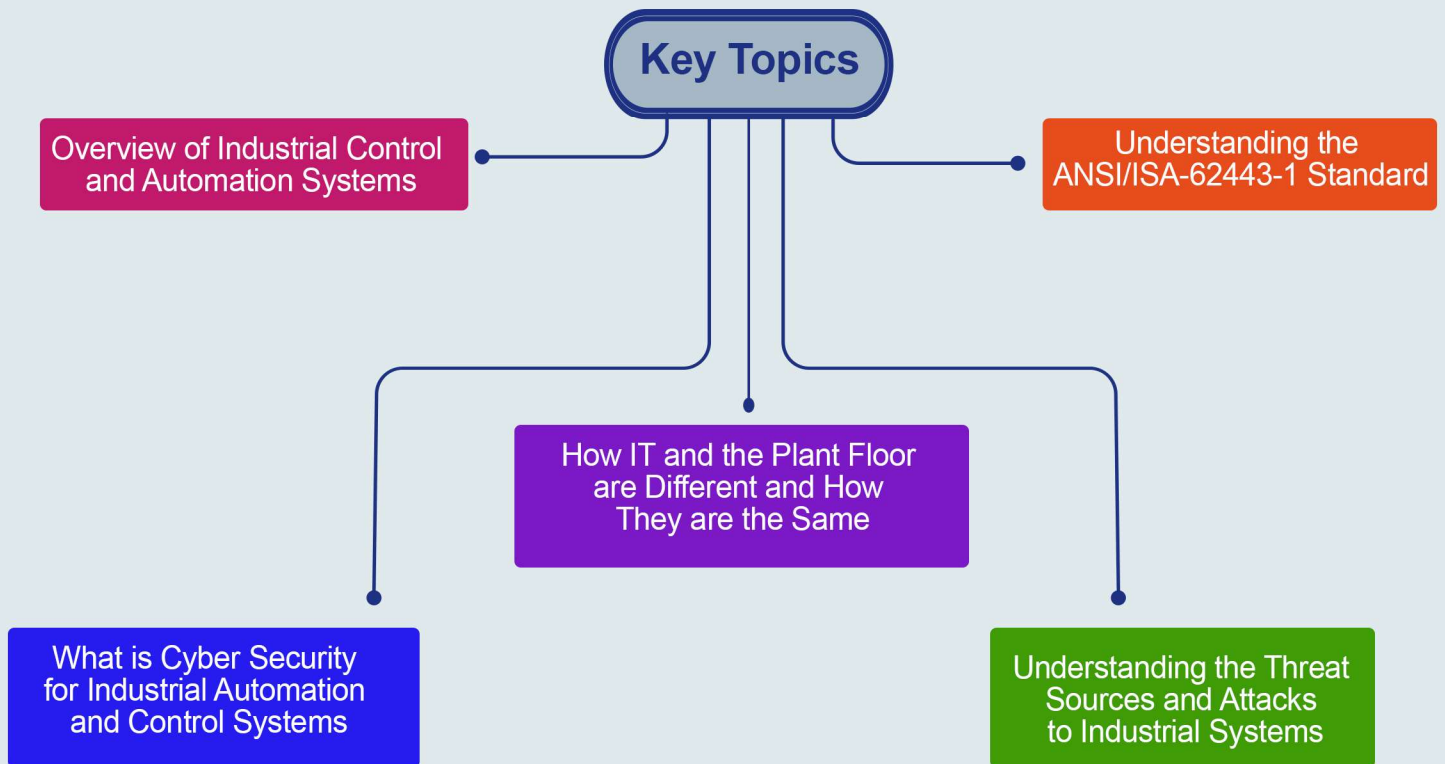 Key Topics
Overview of Industrial Control
and Automation Systems
Understanding the
ANSI/ISA-62443-1 Standard
How IT and the Plant Floor
are Different and How
They are the Same
What is Cyber Security
for Industrial Automation
and Control Systems
Understanding the Threat
Sources and Attacks
to Industrial Systems